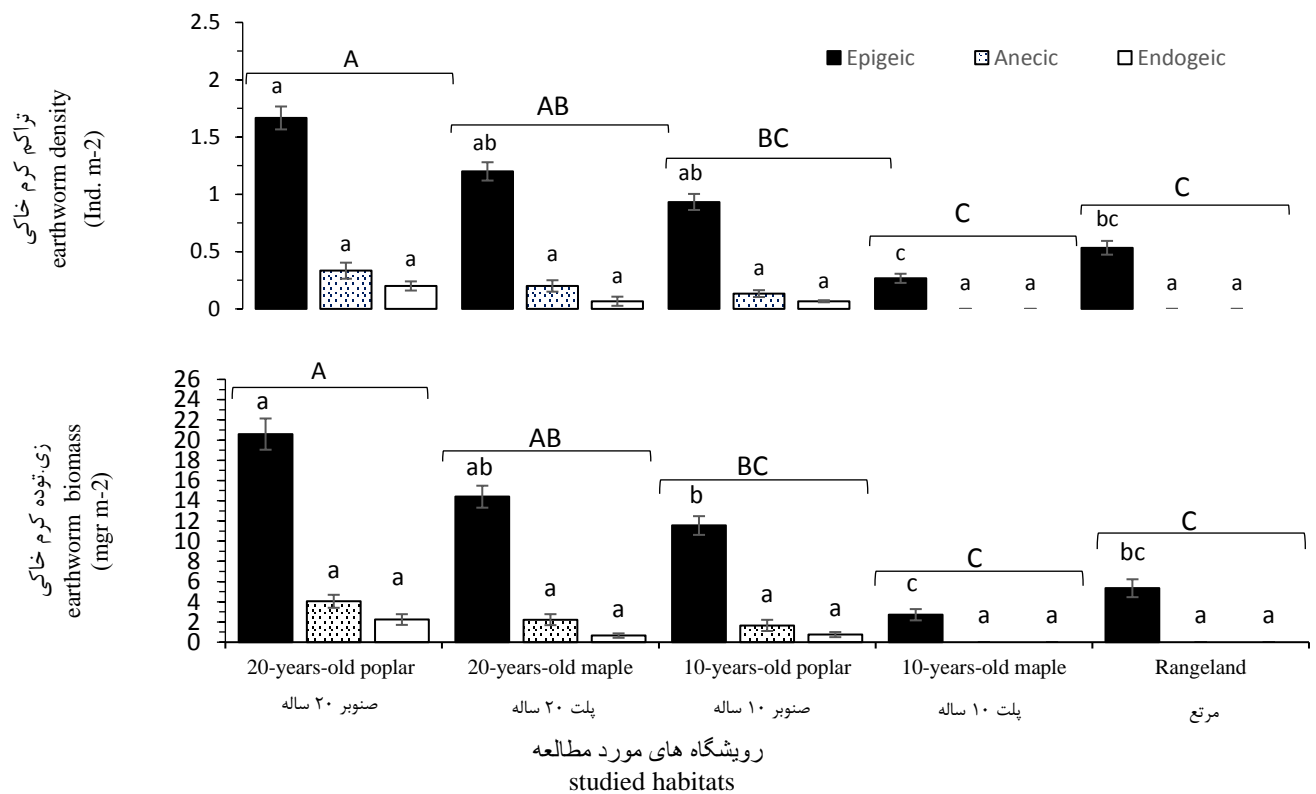 2.5
2
1.5
1
0.5
0
Epigeic Anecic Endogeic
A
a
a
a
AB
ab
a
a
BC
ab
a
a
C
c
a
a
C
bc
a
a
تراکم کرم خاکی
earthworm density
(Ind. m-2)
26
24
22
20
18
16
14
12
10
8
6
4
2
0
A
a
a
a
AB
ab
a
a
BC
b
a
a
C
c
a
a
C
bc
a
a
زی.توده کرم خاکی
earthworm biomass
(mgr m-2)
20-years-old poplar 20-years-old maple 10-years-old poplar 10-years-old maple Rangeland
صنوبر ۲۰ ساله پلت ۲۰ ساله صنوبر ۱۰ ساله پلت ۱۰ ساله مرتع
رویشگاه های مورد مطالعه
studied habitats